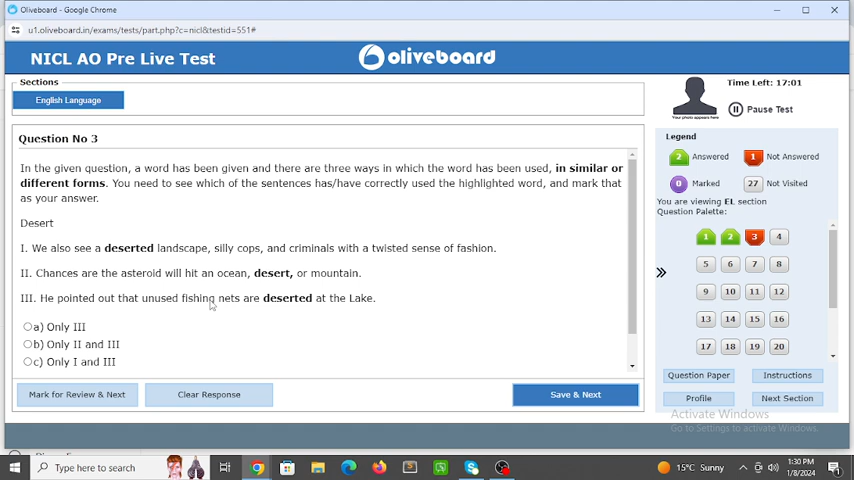 Oliveboard - Google Chrome
u1.oliveboard.in/exams/tests/part.php?c=nicl&testid=551#
NICL AO Pre Live Test
oliveboard
Sections
English Language
Time Left: 17:01
Your photo appears here
Pause Test
Question No 3
In the given question, a word has been given and there are three ways in which the word has been used, in similar or
different forms. You need to see which of the sentences has/have correctly used the highlighted word, and mark that
as your answer.
Desert
I. We also see a deserted landscape, silly cops, and criminals with a twisted sense of fashion.
II. Chances are the asteroid will hit an ocean, desert, or mountain.
III. He pointed out that unused fishing nets are deserted at the Lake.
a) Only III
b) Only II and III
c) Only I and III
Mark for Review & Next
Clear Response
Save & Next
Legend
2 Answered
1 Not Answered
0 Marked
27 Not Visited
You are viewing EL section
Question Palette:
1 2 3 4
5 6 7 8
9 10 11 12
13 14 15 16
17 18 19 20
Question Paper
Instructions
Profile
Next Section
Activate Windows
Go to Settings to activate Windows.
Type here to search
15°C Sunny
1:30 PM
1/8/2024